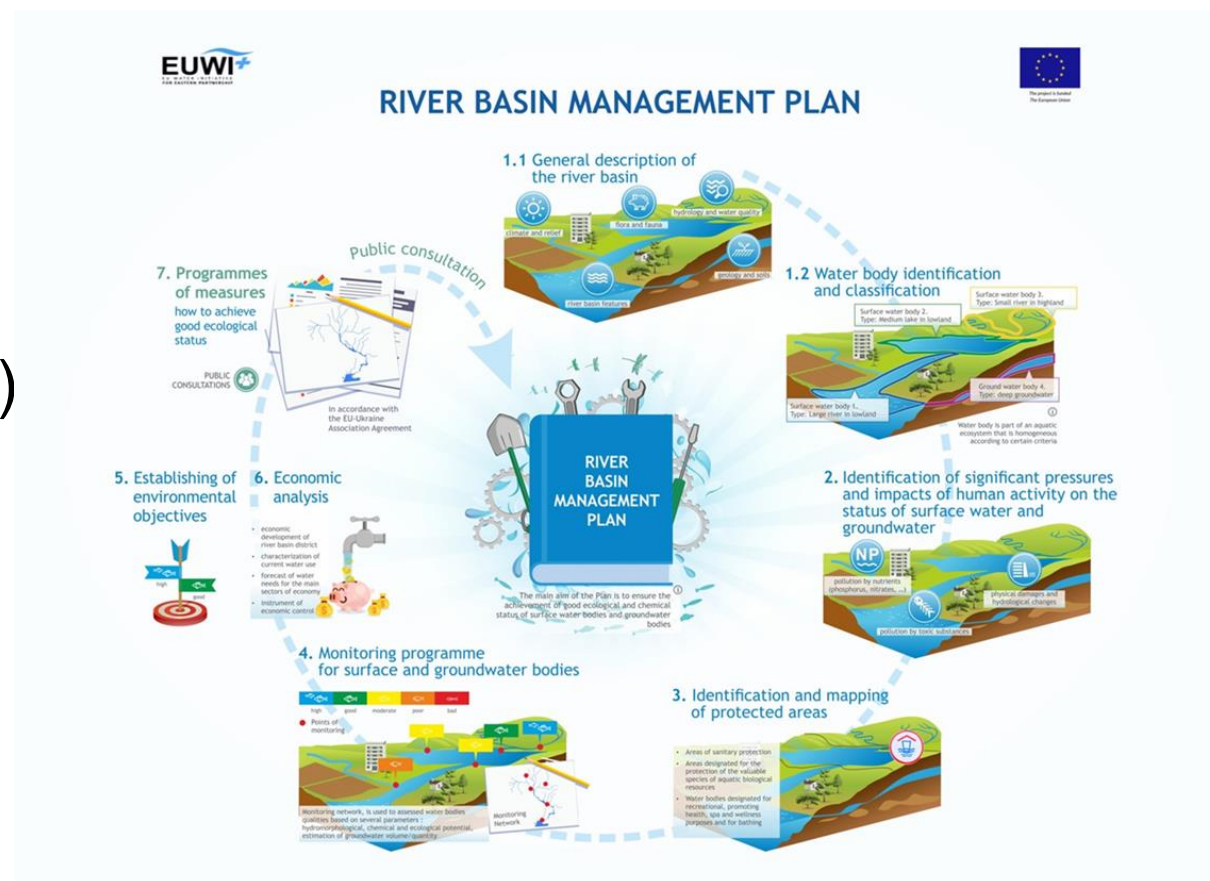 )
EUWI+
EU WATER INITIATIVE
FOR EASTERN PARTNERSHIP
The project is funded
The European Union
RIVER BASIN MANAGEMENT PLAN
1.1 General description of
the river basin
climate and relief
flora and fauna
hydrology and water quality
geology and soils
river basin features
1.2 Water body identification
and classification
Surface water body 3.
Type: Small river in highland
Surface water body 2.
Type: Medium lake in lowland
Ground water body 4.
Type: deep groundwater
Surface water body 1.
Type: Large river in lowland
Water body is part of an aquatic
ecosystem that is homogeneous
according to certain criteria
2. Identification of significant pressures
and impacts of human activity on the
status of surface water and
groundwater
NP
pollution by nutrients
(phosphorus, nitrates, ...)
physical damages and
hydrological changes
pollution by toxic substances
3. Identification and mapping
of protected areas
• Areas of sanitary protection
• Areas designated for the
protection of the valuable
species of aquatic biological
resources
• Water bodies designated for
recreational, promoting
health, spa and wellness
purposes and for bathing
4. Monitoring programme
for surface and groundwater bodies
high good moderate poor bad
Points of
monitoring
Monitoring
Network
Monitoring network, is used to assessed water bodies
qualities based on several parameters :
hydromorphological, chemical and ecological potential,
estimation of groundwater volume/quantity
5. Establishing of
environmental
objectives
high
good
6. Economic
analysis
• economic
development of
river basin district
• characterization of
current water use
• forecast of water
needs for the main
sectors of economy
• Instrument of
economic control
7. Programmes
of measures
how to achieve
good ecological
status
PUBLIC
CONSULTATIONS
In accordance with
the EU-Ukraine
Association Agreement
Public consultation
RIVER
BASIN
MANAGEMENT
PLAN
The main aim of the Plan is to ensure the
achievement of good ecological and chemical
status of surface water bodies and groundwater
bodies